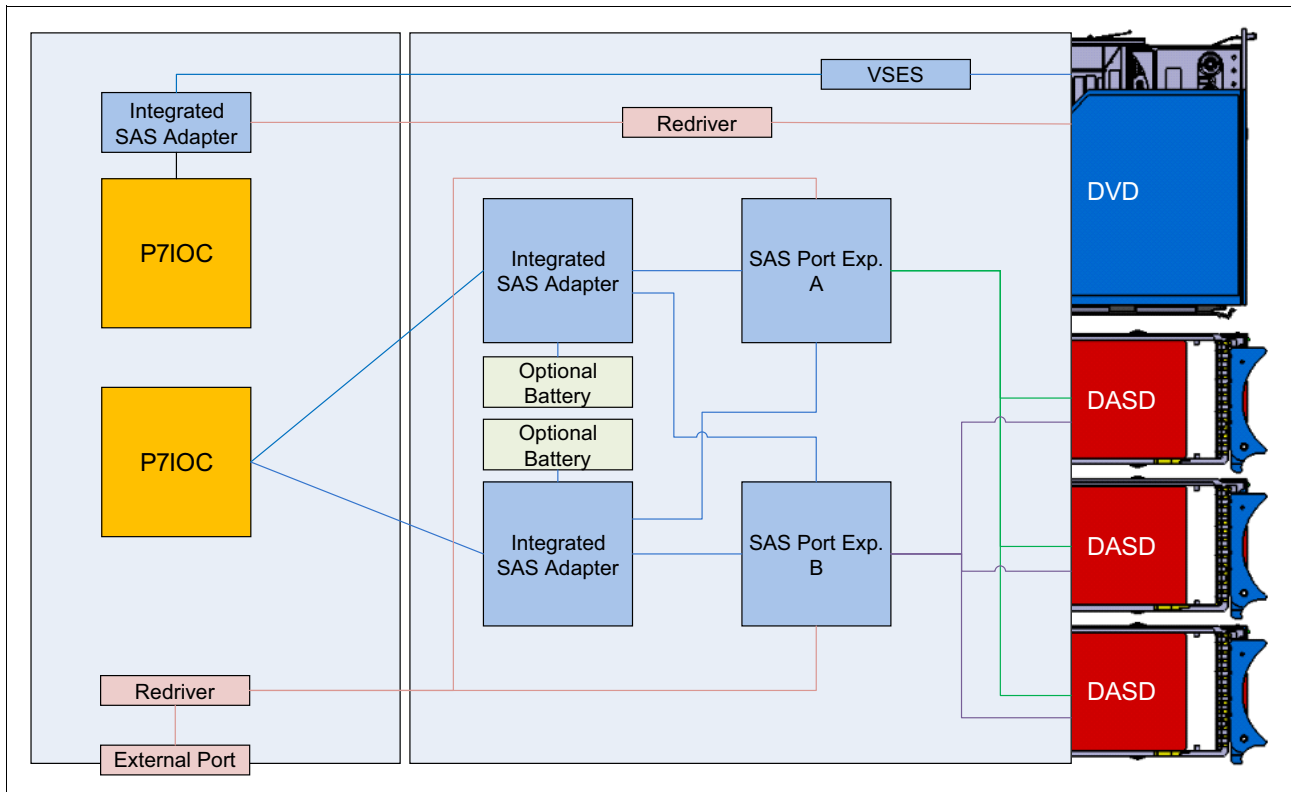 VSES
Integrated
SAS Adapter
Redriver
P7IOC
DVD
Integrated
SAS Adapter
SAS Port Exp.
A
Optional
Battery
DASD
P7IOC
Optional
Battery
Integrated
SAS Adapter
SAS Port Exp.
B
DASD
Redriver
DASD
External Port